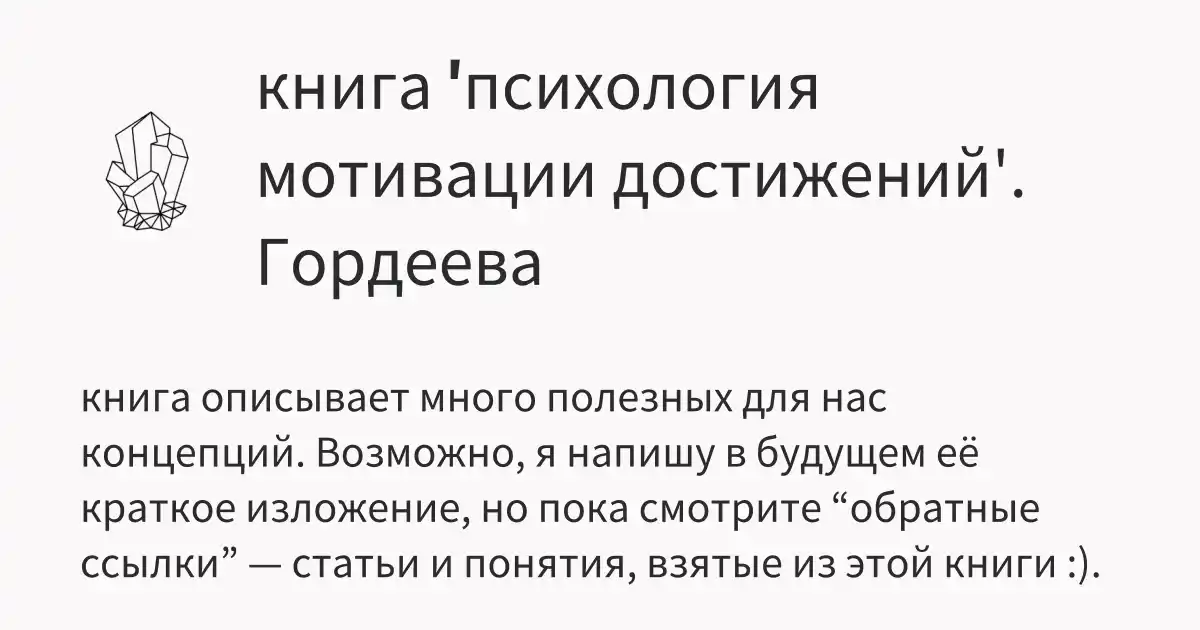 книга 'психология
мотивации достижений'.
Гордеева
книга описывает много полезных для нас
концепций. Возможно, я напишу в будущем её
краткое изложение, но пока смотрите “обратные
ссылки” — статьи и понятия, взятые из этой книги :).